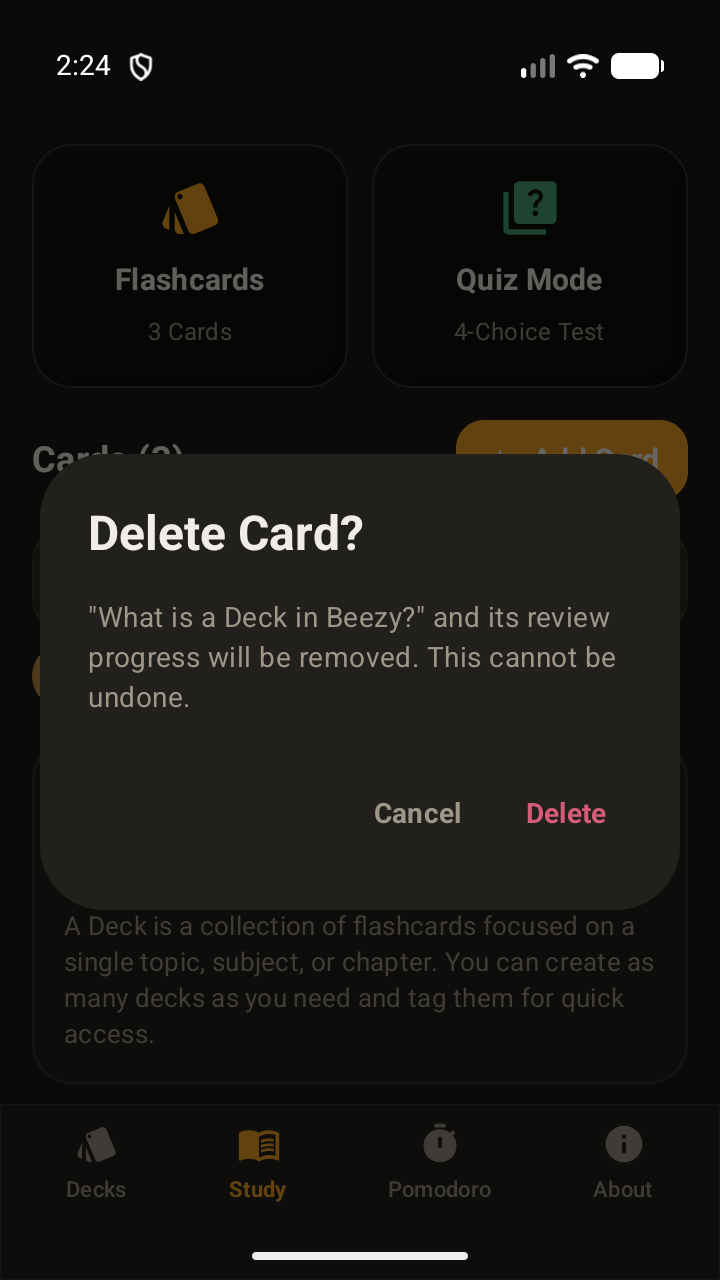 2:24
Flashcards
3 Cards
Quiz Mode
4-Choice Test
Delete Card?
"What is a Deck in Beezy?" and its review
progress will be removed. This cannot be
undone.
Cancel
Delete
A Deck is a collection of flashcards focused on a
single topic, subject, or chapter. You can create as
many decks as you need and tag them for quick
access.
Decks
Study
Pomodoro
About